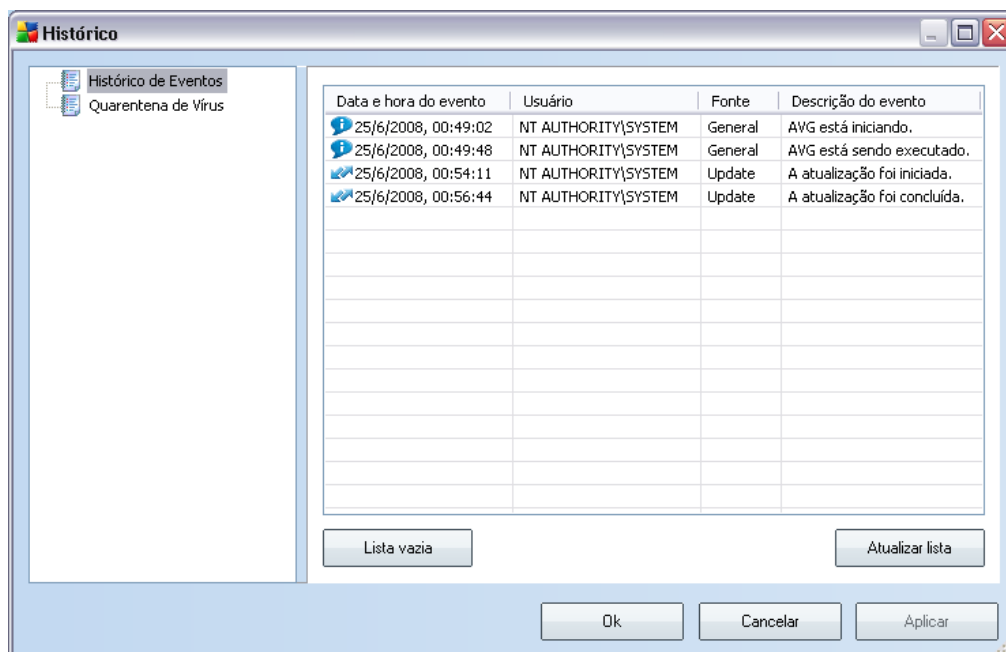 Histórico
Histórico de Eventos
Quarentena de Vírus
Data e hora do evento Usuário Fonte Descrição do evento
25/6/2008, 00:49:02 NT AUTHORITY\SYSTEM General AVG está iniciando.
25/6/2008, 00:49:48 NT AUTHORITY\SYSTEM General AVG está sendo executado.
25/6/2008, 00:54:11 NT AUTHORITY\SYSTEM Update A atualização foi iniciada.
25/6/2008, 00:56:44 NT AUTHORITY\SYSTEM Update A atualização foi concluída.
Lista vazia Atualizar lista
Ok Cancelar Aplicar